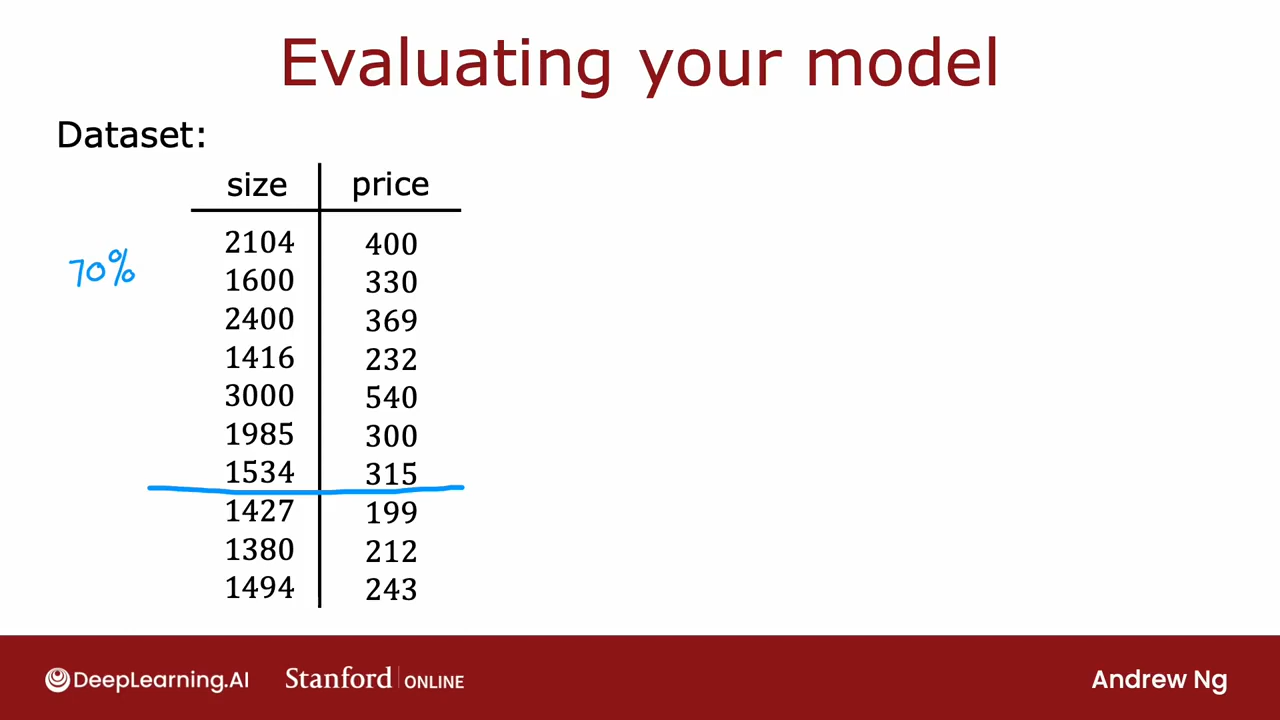 Evaluating your model
Dataset:
size price
2104 400
70%
1600 330
2400 369
1416 232
3000 540
1985 300
1534 315
1427 199
1380 212
1494 243
DeepLearning.AI Stanford ONLINE Andrew Ng